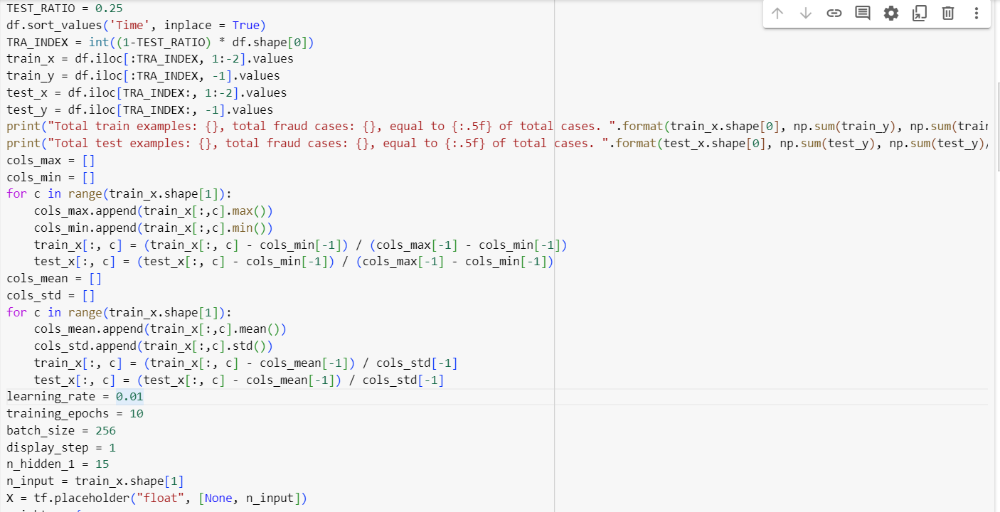 TEST_RATIO = 0.25
df.sort_values('Time', inplace = True)
TRA_INDEX = int((1-TEST_RATIO) * df.shape[0])
train_x = df.iloc[:TRA_INDEX, 1:-2].values
train_y = df.iloc[:TRA_INDEX, -1].values
test_x = df.iloc[TRA_INDEX:, 1:-2].values
test_y = df.iloc[TRA_INDEX:, -1].values
print("Total train examples: {}, total fraud cases: {}, equal to {:.5f} of total cases. ".format(train_x.shape[0], np.sum(train_y), np.sum(train
print("Total test examples: {}, total fraud cases: {}, equal to {:.5f} of total cases. ".format(test_x.shape[0], np.sum(test_y), np.sum(test_y)/
cols_max = []
cols_min = []
for c in range(train_x.shape[1]):
    cols_max.append(train_x[:,c].max())
    cols_min.append(train_x[:,c].min())
    train_x[:, c] = (train_x[:, c] - cols_min[-1]) / (cols_max[-1] - cols_min[-1])
    test_x[:, c] = (test_x[:, c] - cols_min[-1]) / (cols_max[-1] - cols_min[-1])
cols_mean = []
cols_std = []
for c in range(train_x.shape[1]):
    cols_mean.append(train_x[:,c].mean())
    cols_std.append(train_x[:,c].std())
    train_x[:, c] = (train_x[:, c] - cols_mean[-1]) / cols_std[-1]
    test_x[:, c] = (test_x[:, c] - cols_mean[-1]) / cols_std[-1]
learning_rate = 0.01
training_epochs = 10
batch_size = 256
display_step = 1
n_hidden_1 = 15
n_input = train_x.shape[1]
X = tf.placeholder("float", [None, n_input])